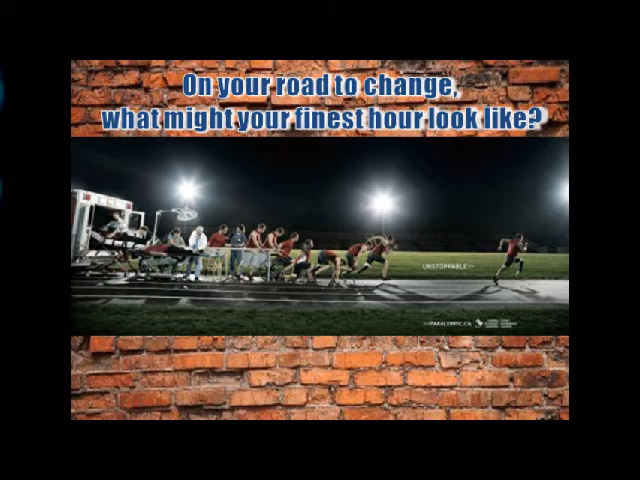 On your road to change,
what might your finest hour look like?
UNSTOPPABLE>>
>>PARALYMPIC.CA